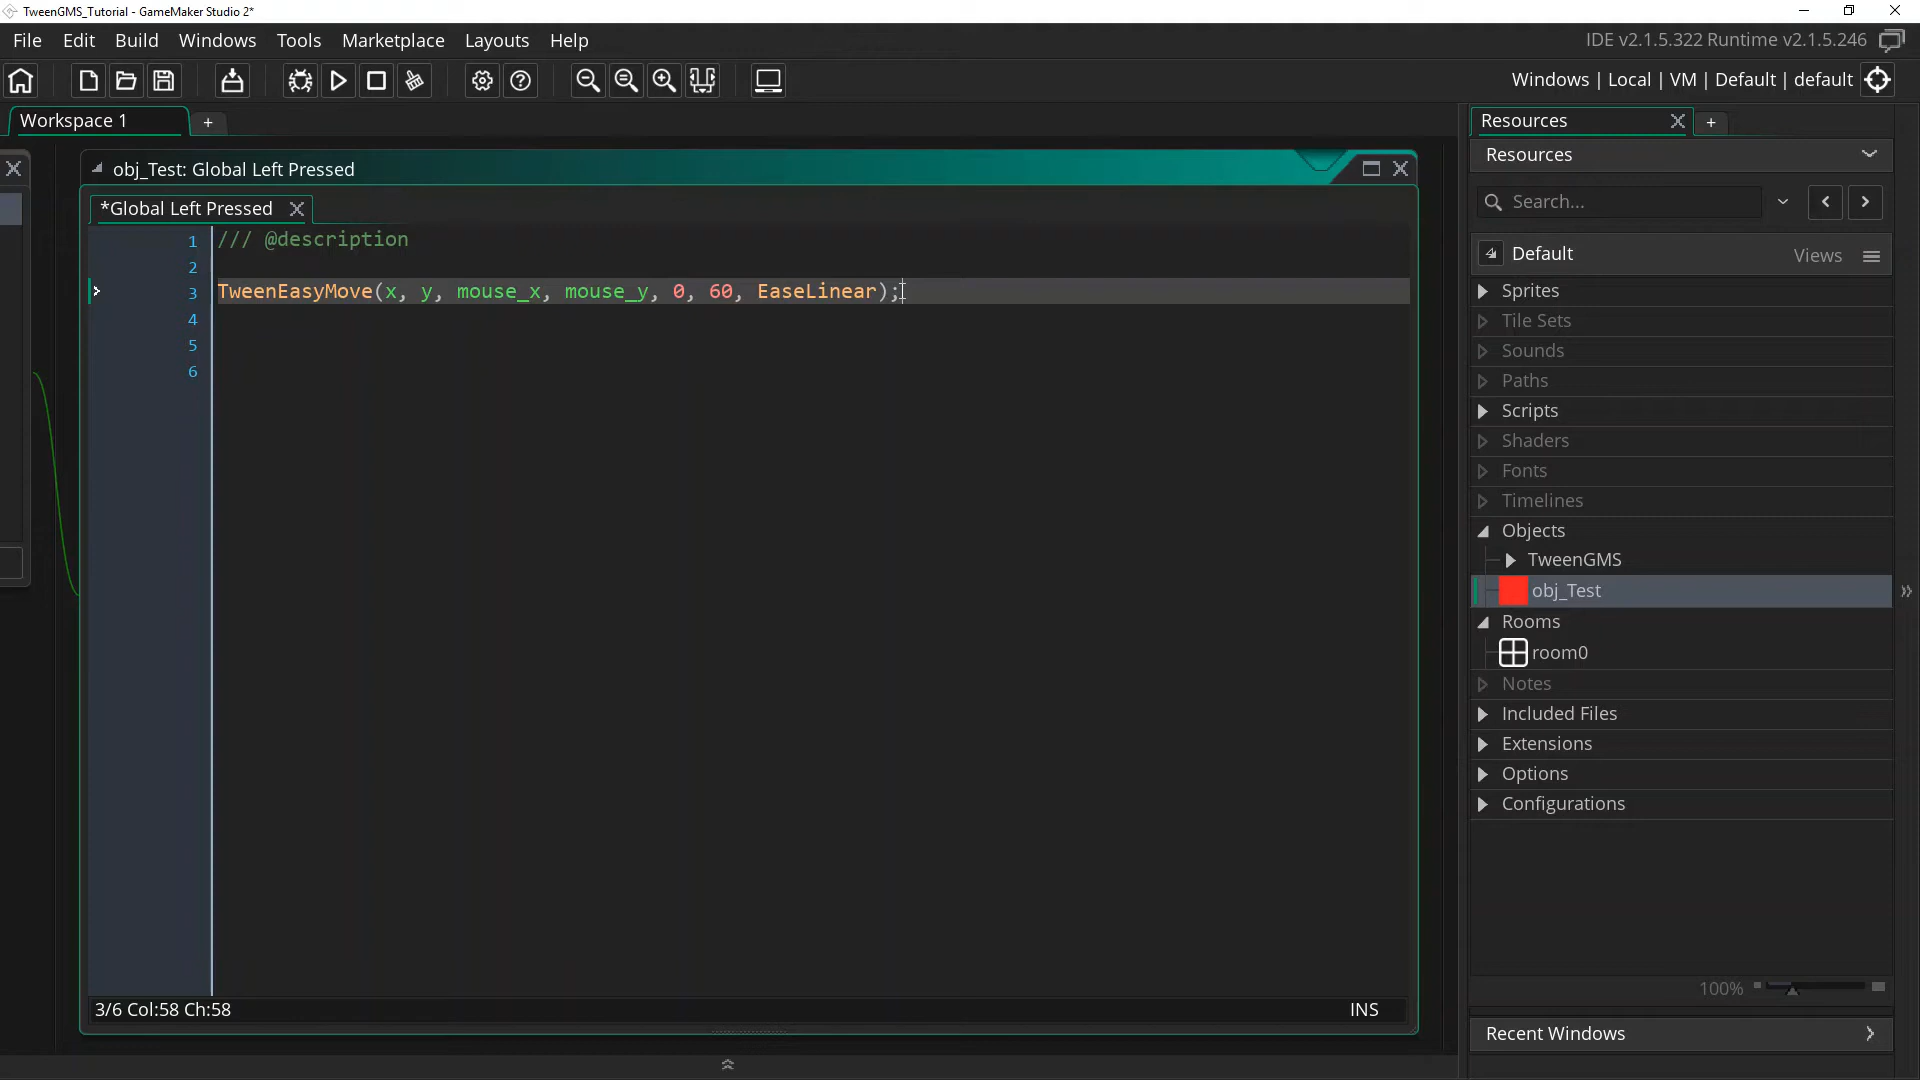 TweenGMS_Tutorial - GameMaker Studio 2*
File Edit Build Windows Tools Marketplace Layouts Help
IDE v2.1.5.322 Runtime v2.1.5.246
Windows | Local | VM | Default | default
Workspace 1
Resources
Resources
Search...
Default
Views
obj_Test: Global Left Pressed
*Global Left Pressed
1 /// @description
2
3 TweenEasyMove(x, y, mouse_x, mouse_y, 0, 60, EaseLinear);
4
5
6
3/6 Col:58 Ch:58
INS
Sprites
Tile Sets
Sounds
Paths
Scripts
Shaders
Fonts
Timelines
Objects
TweenGMS
obj_Test
Rooms
room0
Notes
Included Files
Extensions
Options
Configurations
100%
Recent Windows